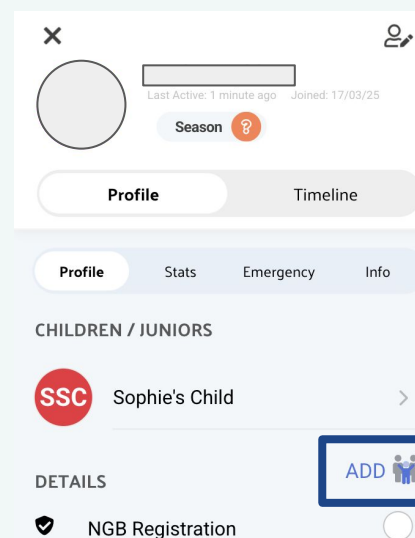 Last Active: 1 minute ago Joined: 17/03/25
Season ?
Profile Timeline
Profile Stats Emergency Info
CHILDREN / JUNIORS
SSC Sophie's Child
ADD
DETAILS
NGB Registration